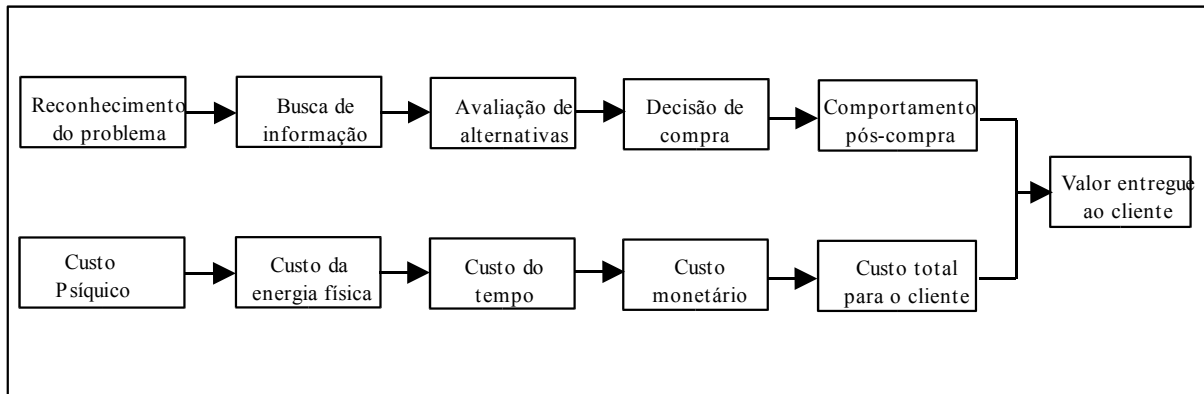 Reconhecimento
do problema
Busca de
informação
Avaliação de
alternativas
Decisão de
compra
Comportamento
pós-compra
Valor entregue
ao cliente
Custo
Psíquico
Custo da
energia física
Custo do
tempo
Custo
monetário
Custo total
para o cliente